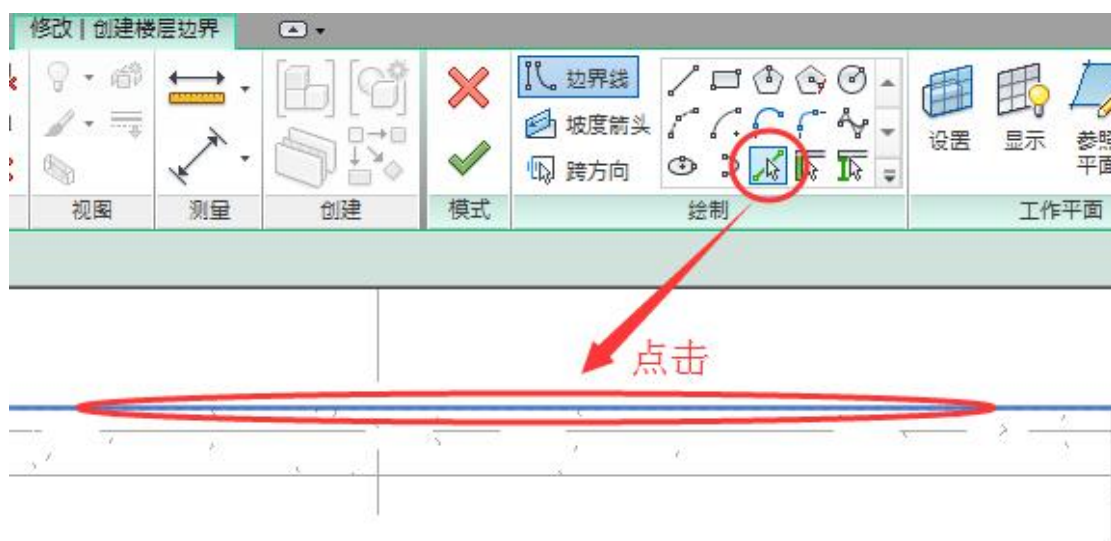 修改 | 创建楼层边界
边界线
坡度箭头
跨方向
设置
显示
参照
平面
视图
测量
创建
模式
绘制
工作平面
点击